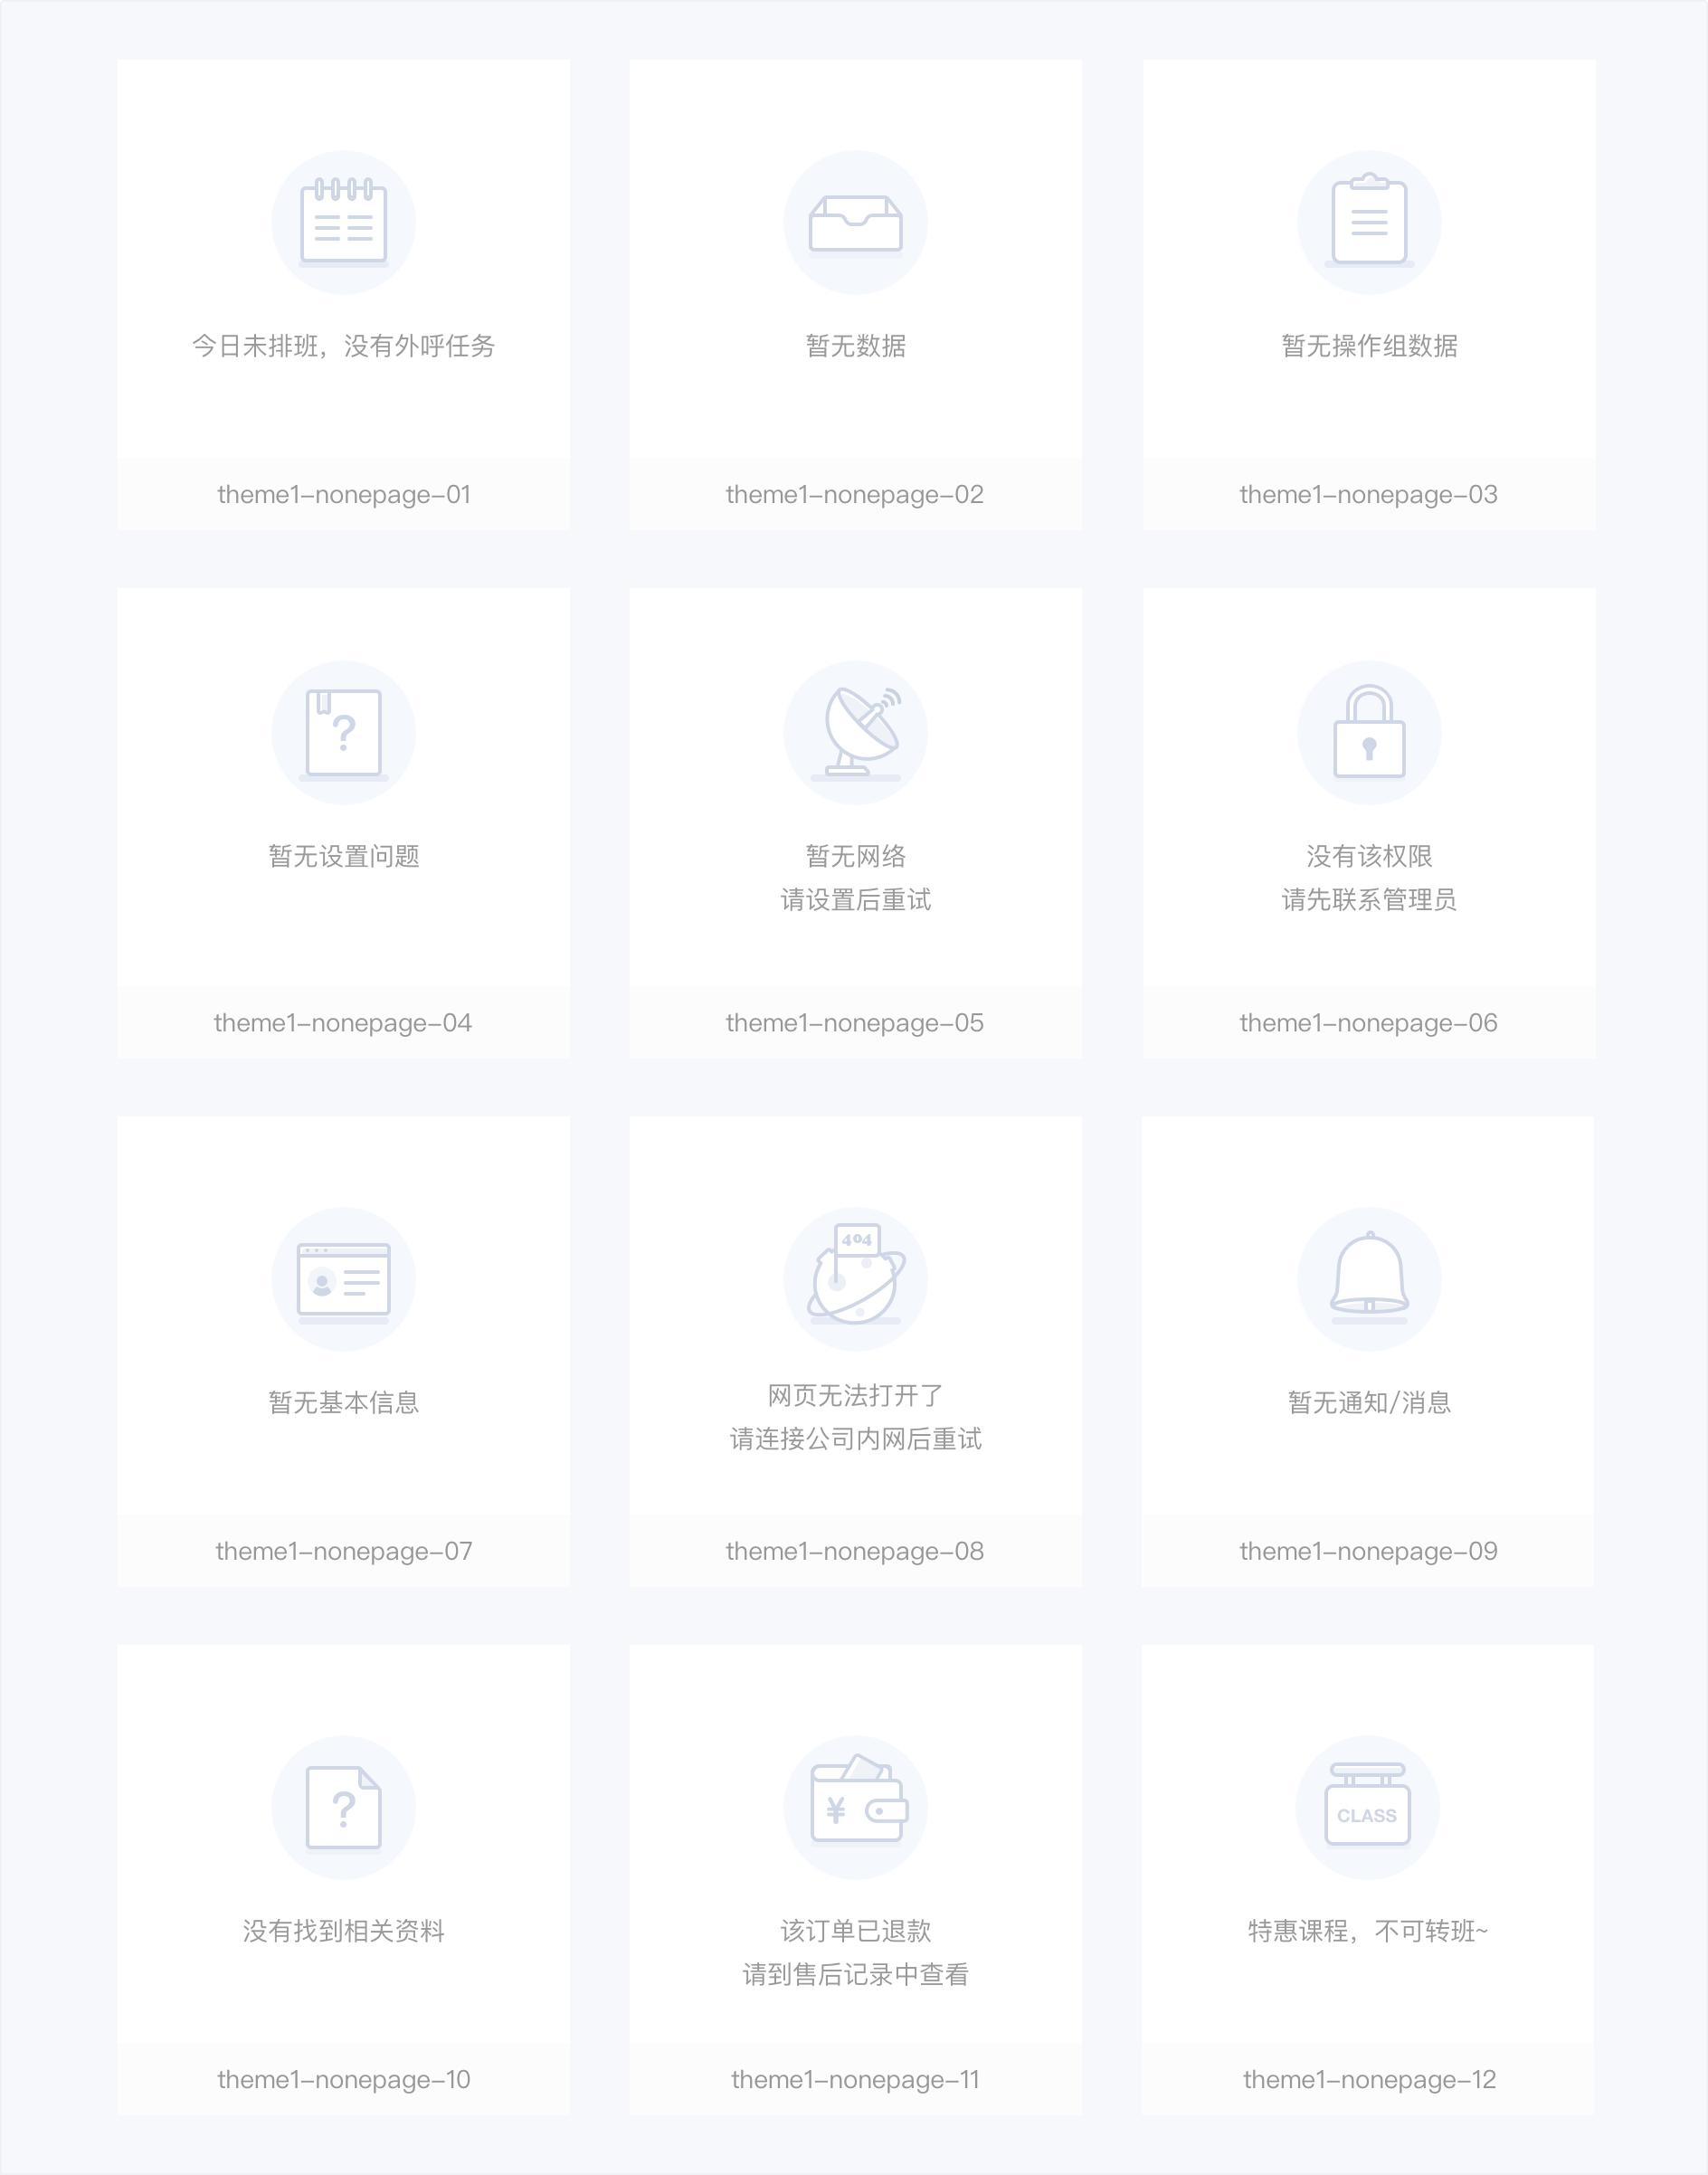 今日未排班，没有外呼任务
暂无数据
暂无操作组数据
theme1-nonepage-01
theme1-nonepage-02
theme1-nonepage-03
暂无设置问题
暂无网络
请设置后重试
没有该权限
请先联系管理员
theme1-nonepage-04
theme1-nonepage-05
theme1-nonepage-06
暂无基本信息
404
网页无法打开了
请连接公司内网后重试
暂无通知/消息
theme1-nonepage-07
theme1-nonepage-08
theme1-nonepage-09
没有找到相关资料
¥
该订单已退款
请到售后记录中查看
CLASS
特惠课程，不可转班~
theme1-nonepage-10
theme1-nonepage-11
theme1-nonepage-12